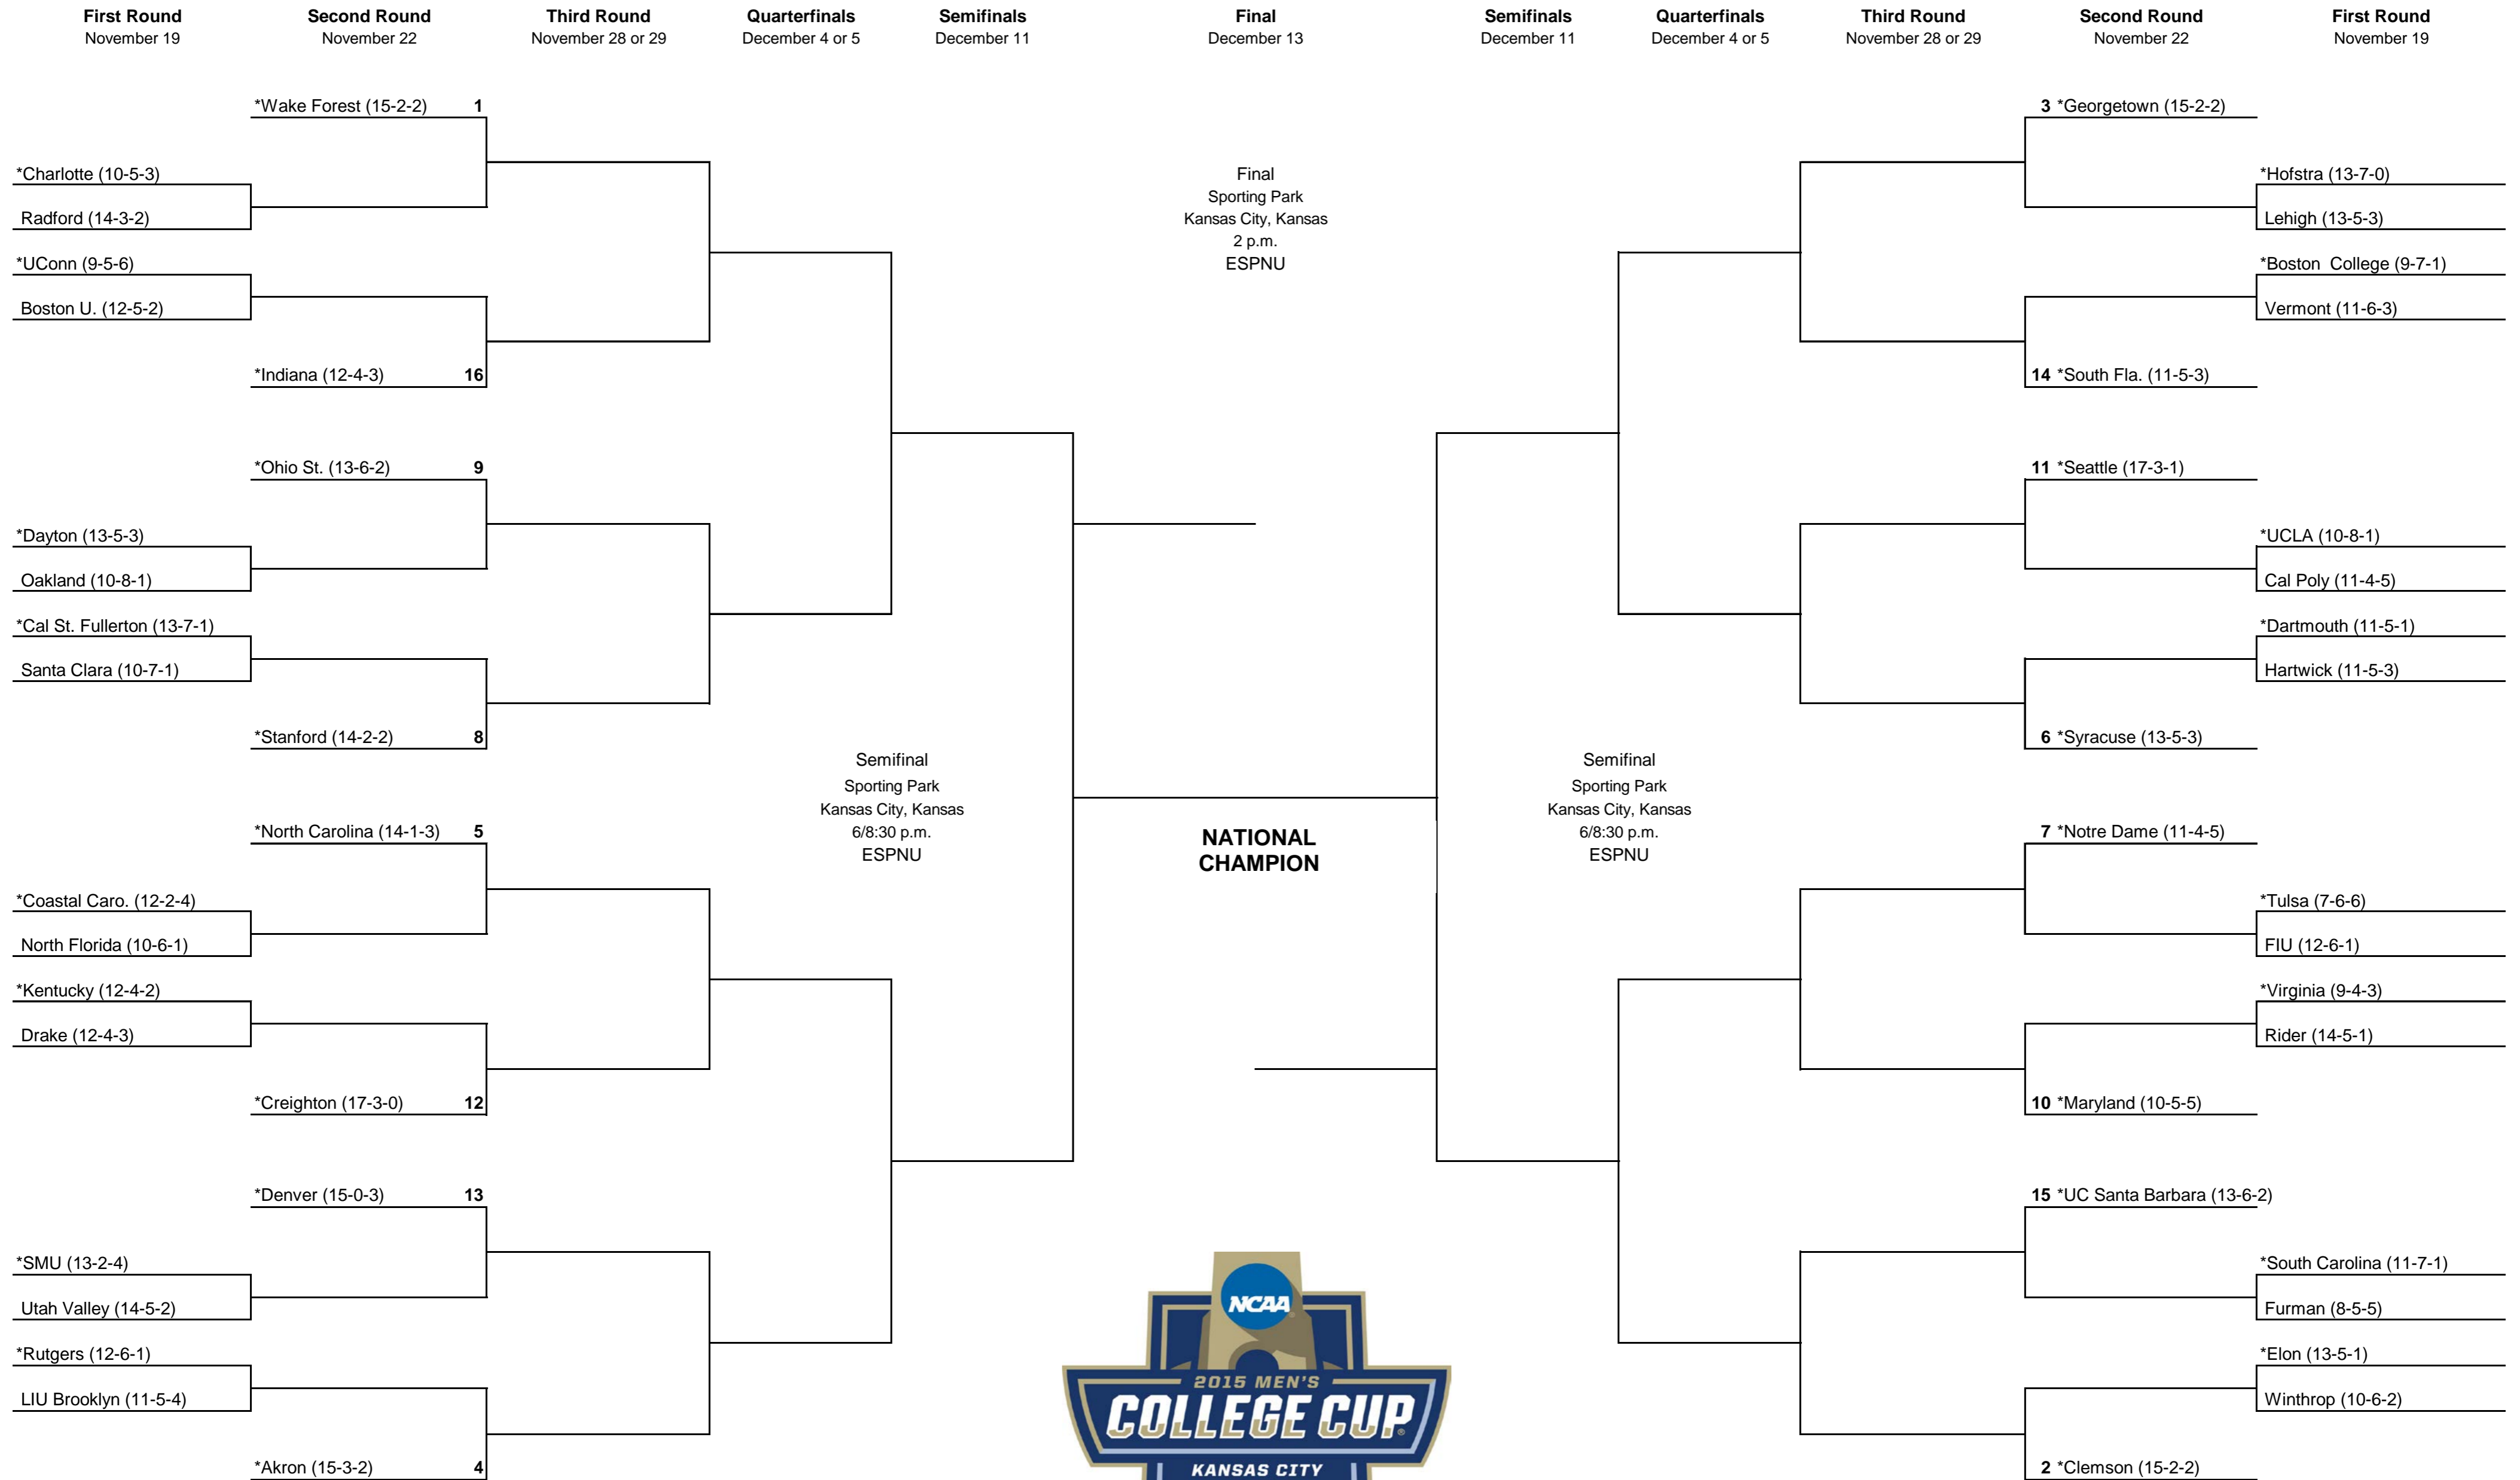 First Round Second Round Third Round Quarterfinals Semifinals Final Semifinals Quarterfinals Third Round Second Round First Round
November 19 November 22 November 28 or 29 December 4 or 5 December 11 December 13 December 11 December 4 or 5 November 28 or 29 November 22 November 19
*Wake Forest (15-2-2) 1
*Charlotte (10-5-3)
Radford (14-3-2)
*UConn (9-5-6)
Boston U. (12-5-2)
*Indiana (12-4-3) 16
*Ohio St. (13-6-2) 9
*Dayton (13-5-3)
Oakland (10-8-1)
*Cal St. Fullerton (13-7-1)
Santa Clara (10-7-1)
*Stanford (14-2-2) 8
*North Carolina (14-1-3) 5
*Coastal Caro. (12-2-4)
North Florida (10-6-1)
*Kentucky (12-4-2)
Drake (12-4-3)
*Creighton (17-3-0) 12
*Denver (15-0-3) 13
*SMU (13-2-4)
Utah Valley (14-5-2)
*Rutgers (12-6-1)
LIU Brooklyn (11-5-4)
*Akron (15-3-2) 4
Semifinal
Sporting Park
Kansas City, Kansas
6/8:30 p.m.
ESPNU
Final
Sporting Park
Kansas City, Kansas
2 p.m.
ESPNU
NATIONAL
CHAMPION
NCAA
2015 MEN'S
COLLEGE CUP®
KANSAS CITY
Semifinal
Sporting Park
Kansas City, Kansas
6/8:30 p.m.
ESPNU
3 *Georgetown (15-2-2)
*Hofstra (13-7-0)
Lehigh (13-5-3)
*Boston  College (9-7-1)
Vermont (11-6-3)
14 *South Fla. (11-5-3)
11 *Seattle (17-3-1)
*UCLA (10-8-1)
Cal Poly (11-4-5)
*Dartmouth (11-5-1)
Hartwick (11-5-3)
6 *Syracuse (13-5-3)
7 *Notre Dame (11-4-5)
*Tulsa (7-6-6)
FIU (12-6-1)
*Virginia (9-4-3)
Rider (14-5-1)
10 *Maryland (10-5-5)
15 *UC Santa Barbara (13-6-2)
*South Carolina (11-7-1)
Furman (8-5-5)
*Elon (13-5-1)
Winthrop (10-6-2)
2 *Clemson (15-2-2)